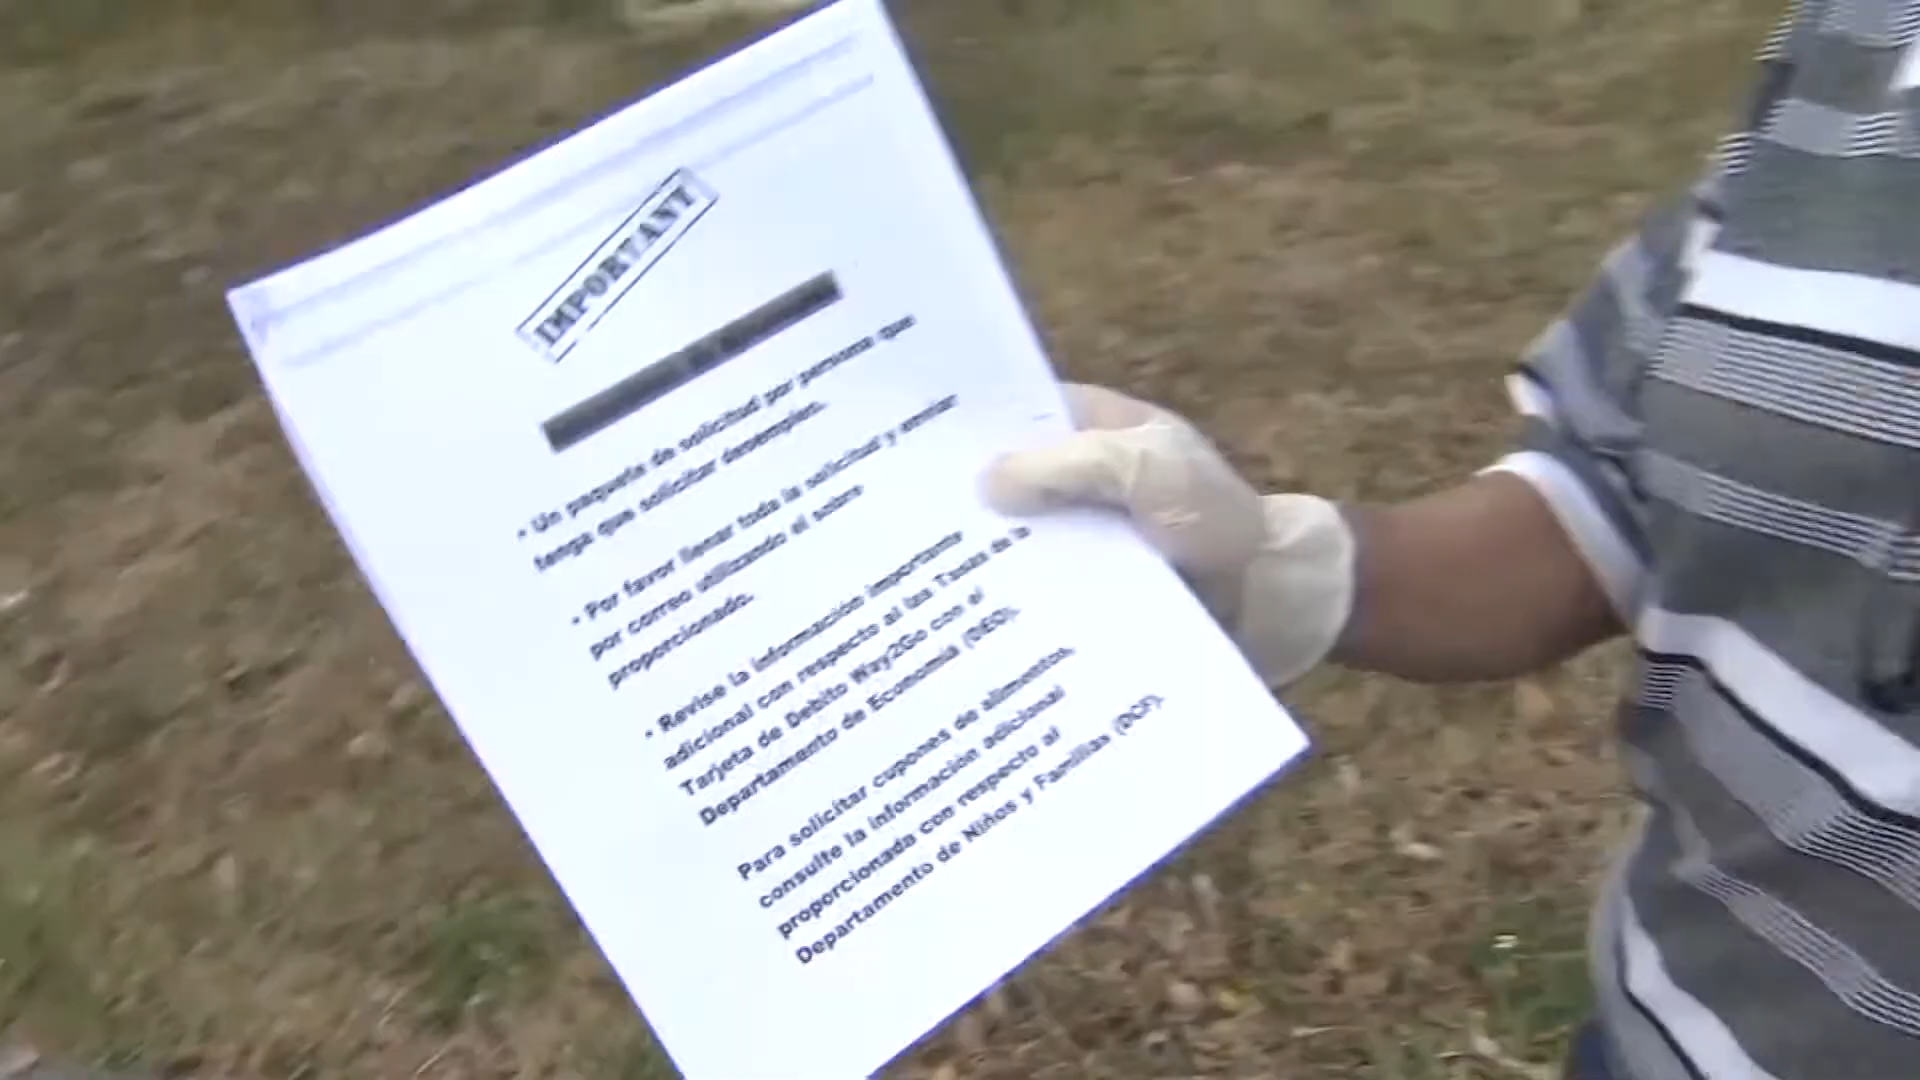 IMPORTANT
• Un paquete de solicitud por persona que
tenga que solicitar desempleo.
• Por favor llenar toda la solicitud y enviar
por correo utilizando el sobre
proporcionado.
• Revise la información importante
adicional con respecto al las Tasas de la
Tarjeta de Debito Way2Go con el
Departamento de Economía (DEO).
Para solicitar cupones de alimentos,
consulte la información adicional
proporcionada con respecto al
Departamento de Niños y Familias (DCF).